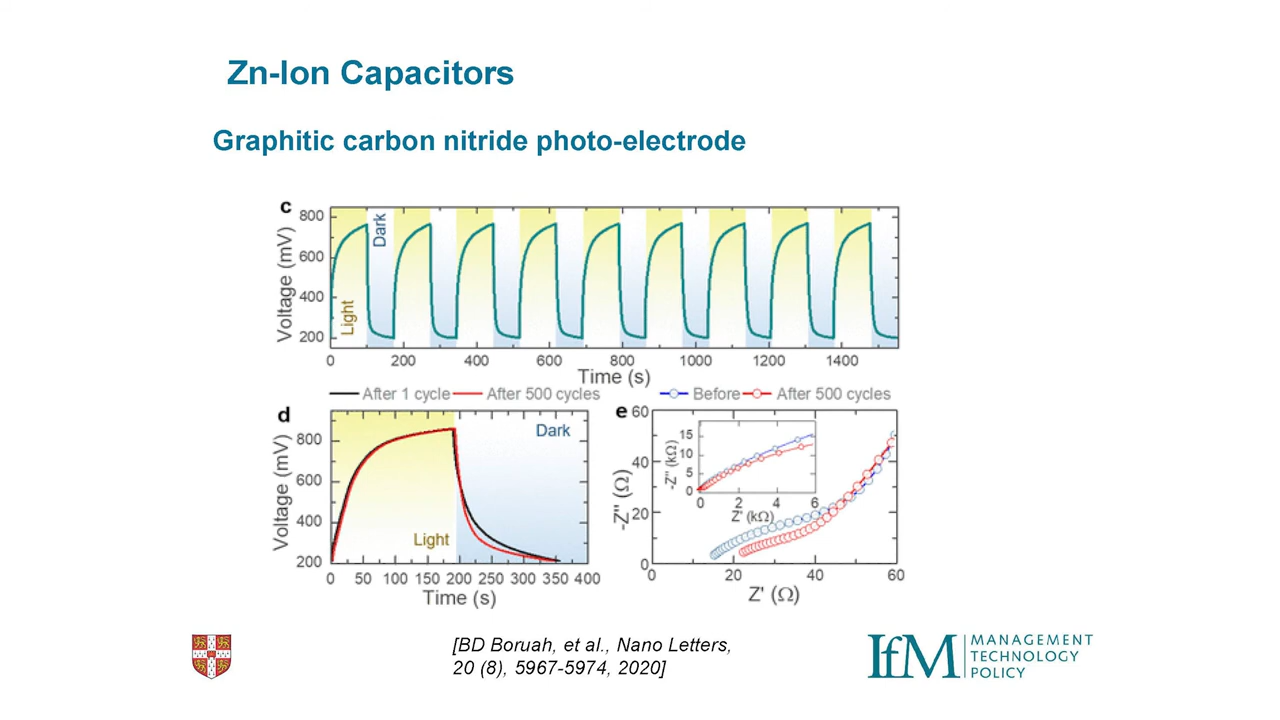 Zn-Ion Capacitors
Graphitic carbon nitride photo-electrode
c
800
600
400
200
Voltage (mV)
Light
Dark
0 200 400 600 800 1000 1200 1400
Time (s)
After 1 cycle After 500 cycles
Before After 500 cycles
d
800
600
400
200
Voltage (mV)
Dark
Light
0 50 100 150 200 250 300 350 400
Time (s)
e
60
40
20
0
-Z'' (Ω)
15
10
5
0
-Z'' (kΩ)
0 2 4 6
Z' (kΩ)
0 20 40 60
Z' (Ω)
[BD Boruah, et al., Nano Letters,
20 (8), 5967-5974, 2020]
IfM
MANAGEMENT
TECHNOLOGY
POLICY